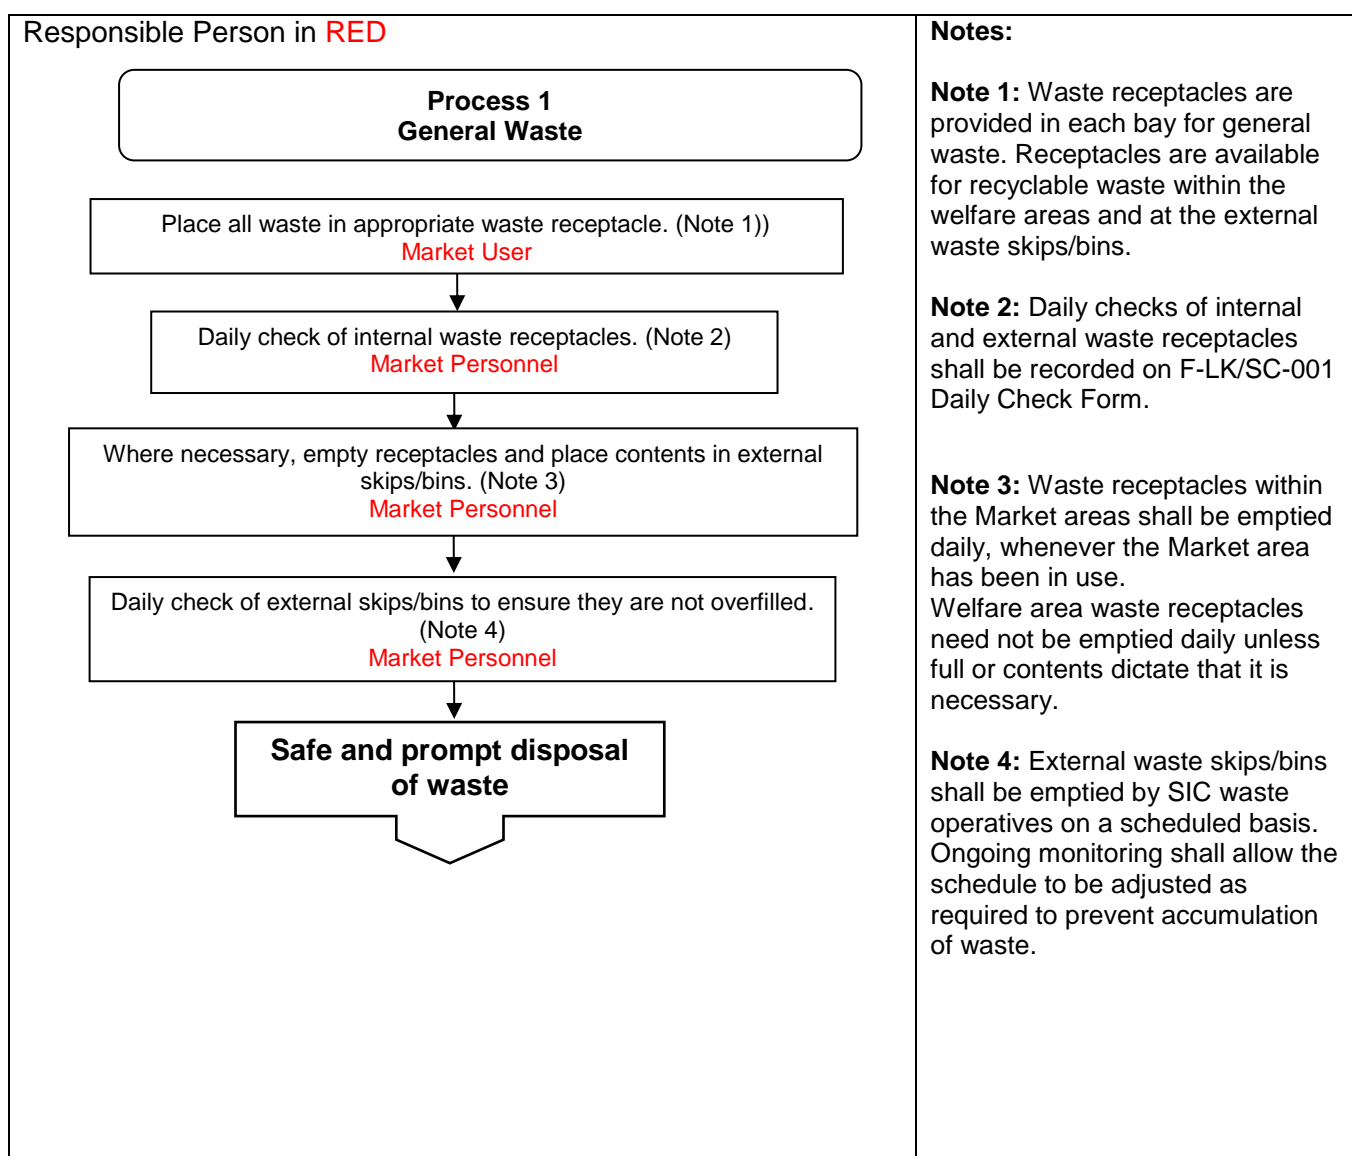 Responsible Person in RED
Process 1
General Waste
Place all waste in appropriate waste receptacle. (Note 1))
Market User
Daily check of internal waste receptacles. (Note 2)
Market Personnel
Where necessary, empty receptacles and place contents in external
skips/bins. (Note 3)
Market Personnel
Daily check of external skips/bins to ensure they are not overfilled.
(Note 4)
Market Personnel
Safe and prompt disposal
of waste
Notes:
Note 1: Waste receptacles are
provided in each bay for general
waste. Receptacles are available
for recyclable waste within the
welfare areas and at the external
waste skips/bins.
Note 2: Daily checks of internal
and external waste receptacles
shall be recorded on F-LK/SC-001
Daily Check Form.
Note 3: Waste receptacles within
the Market areas shall be emptied
daily, whenever the Market area
has been in use.
Welfare area waste receptacles
need not be emptied daily unless
full or contents dictate that it is
necessary.
Note 4: External waste skips/bins
shall be emptied by SIC waste
operatives on a scheduled basis.
Ongoing monitoring shall allow the
schedule to be adjusted as
required to prevent accumulation
of waste.